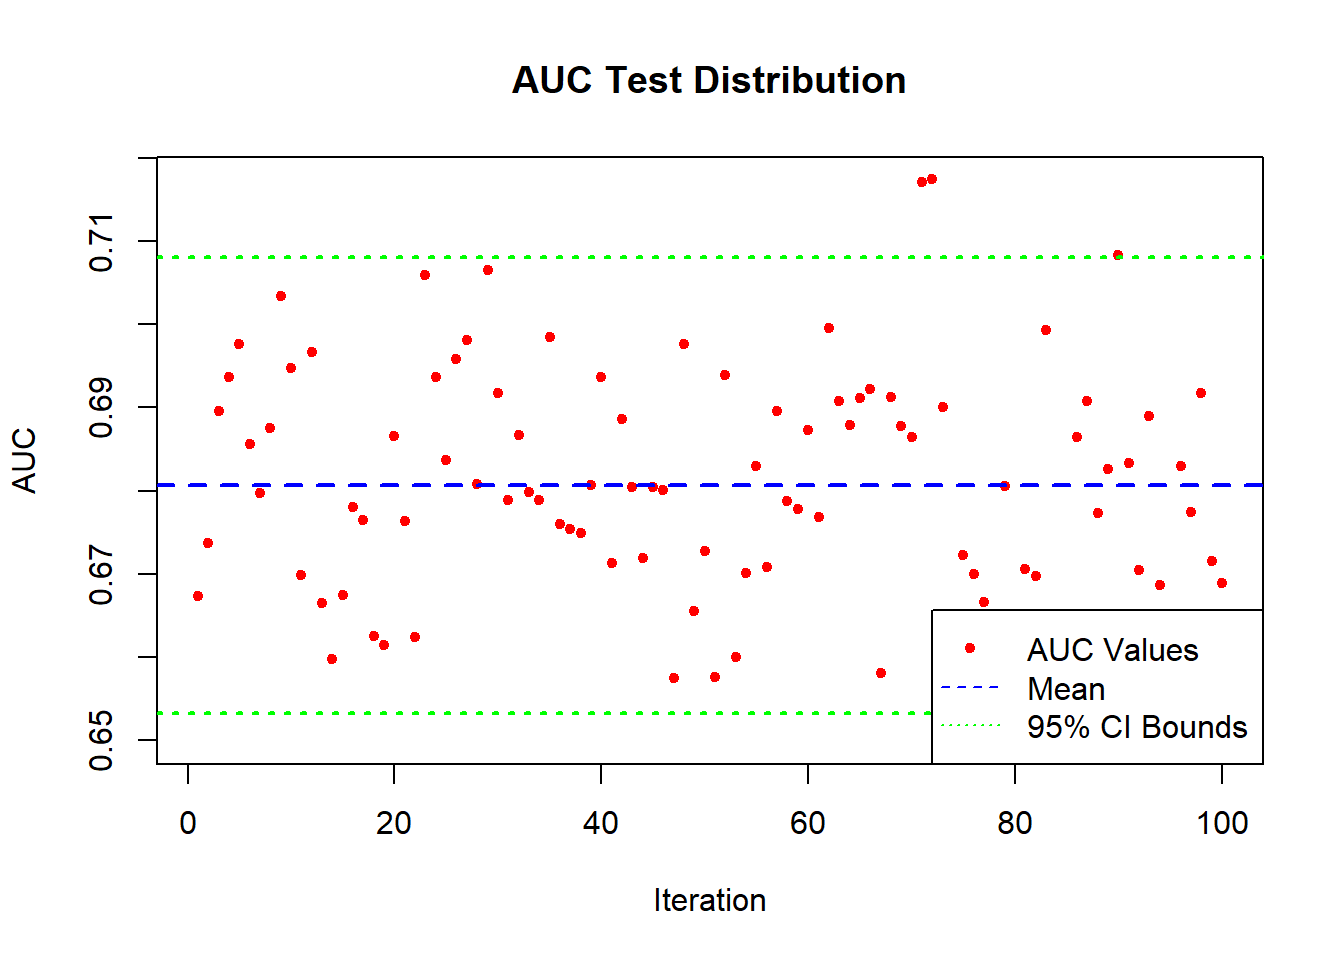 AUC Test Distribution
AUC
0.71
0.69
0.67
0.65
AUC Values
Mean
95% CI Bounds
0 20 40 60 80 100
Iteration